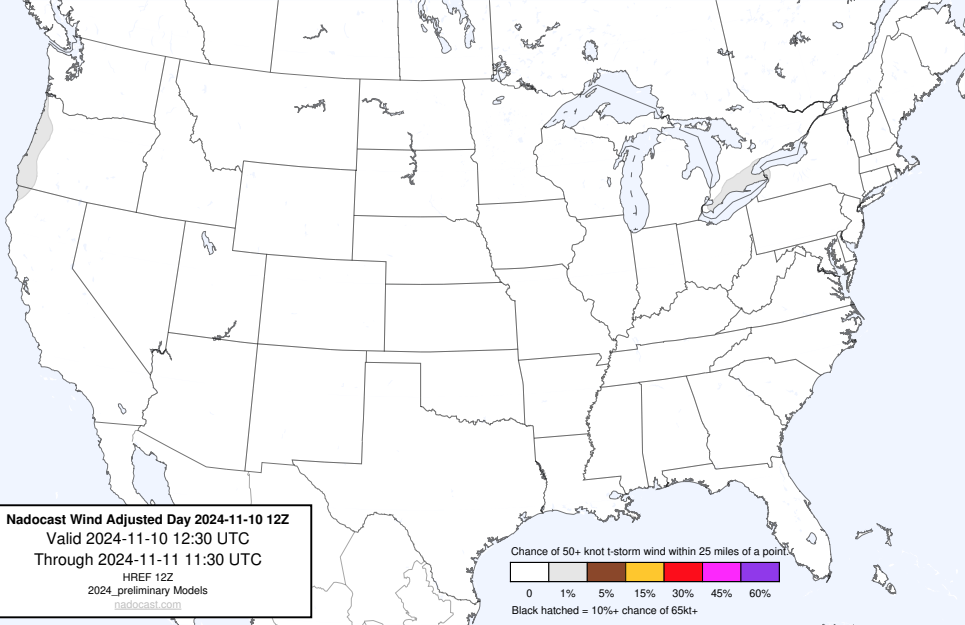 Nadocast Wind Adjusted Day 2024-11-10 12Z
Valid 2024-11-10 12:30 UTC
Through 2024-11-11 11:30 UTC
HREF 12Z
2024_preliminary Models
nadocast.com
Chance of 50+ knot t-storm wind within 25 miles of a point.
0 1% 5% 15% 30% 45% 60%
Black hatched = 10%+ chance of 65kt+